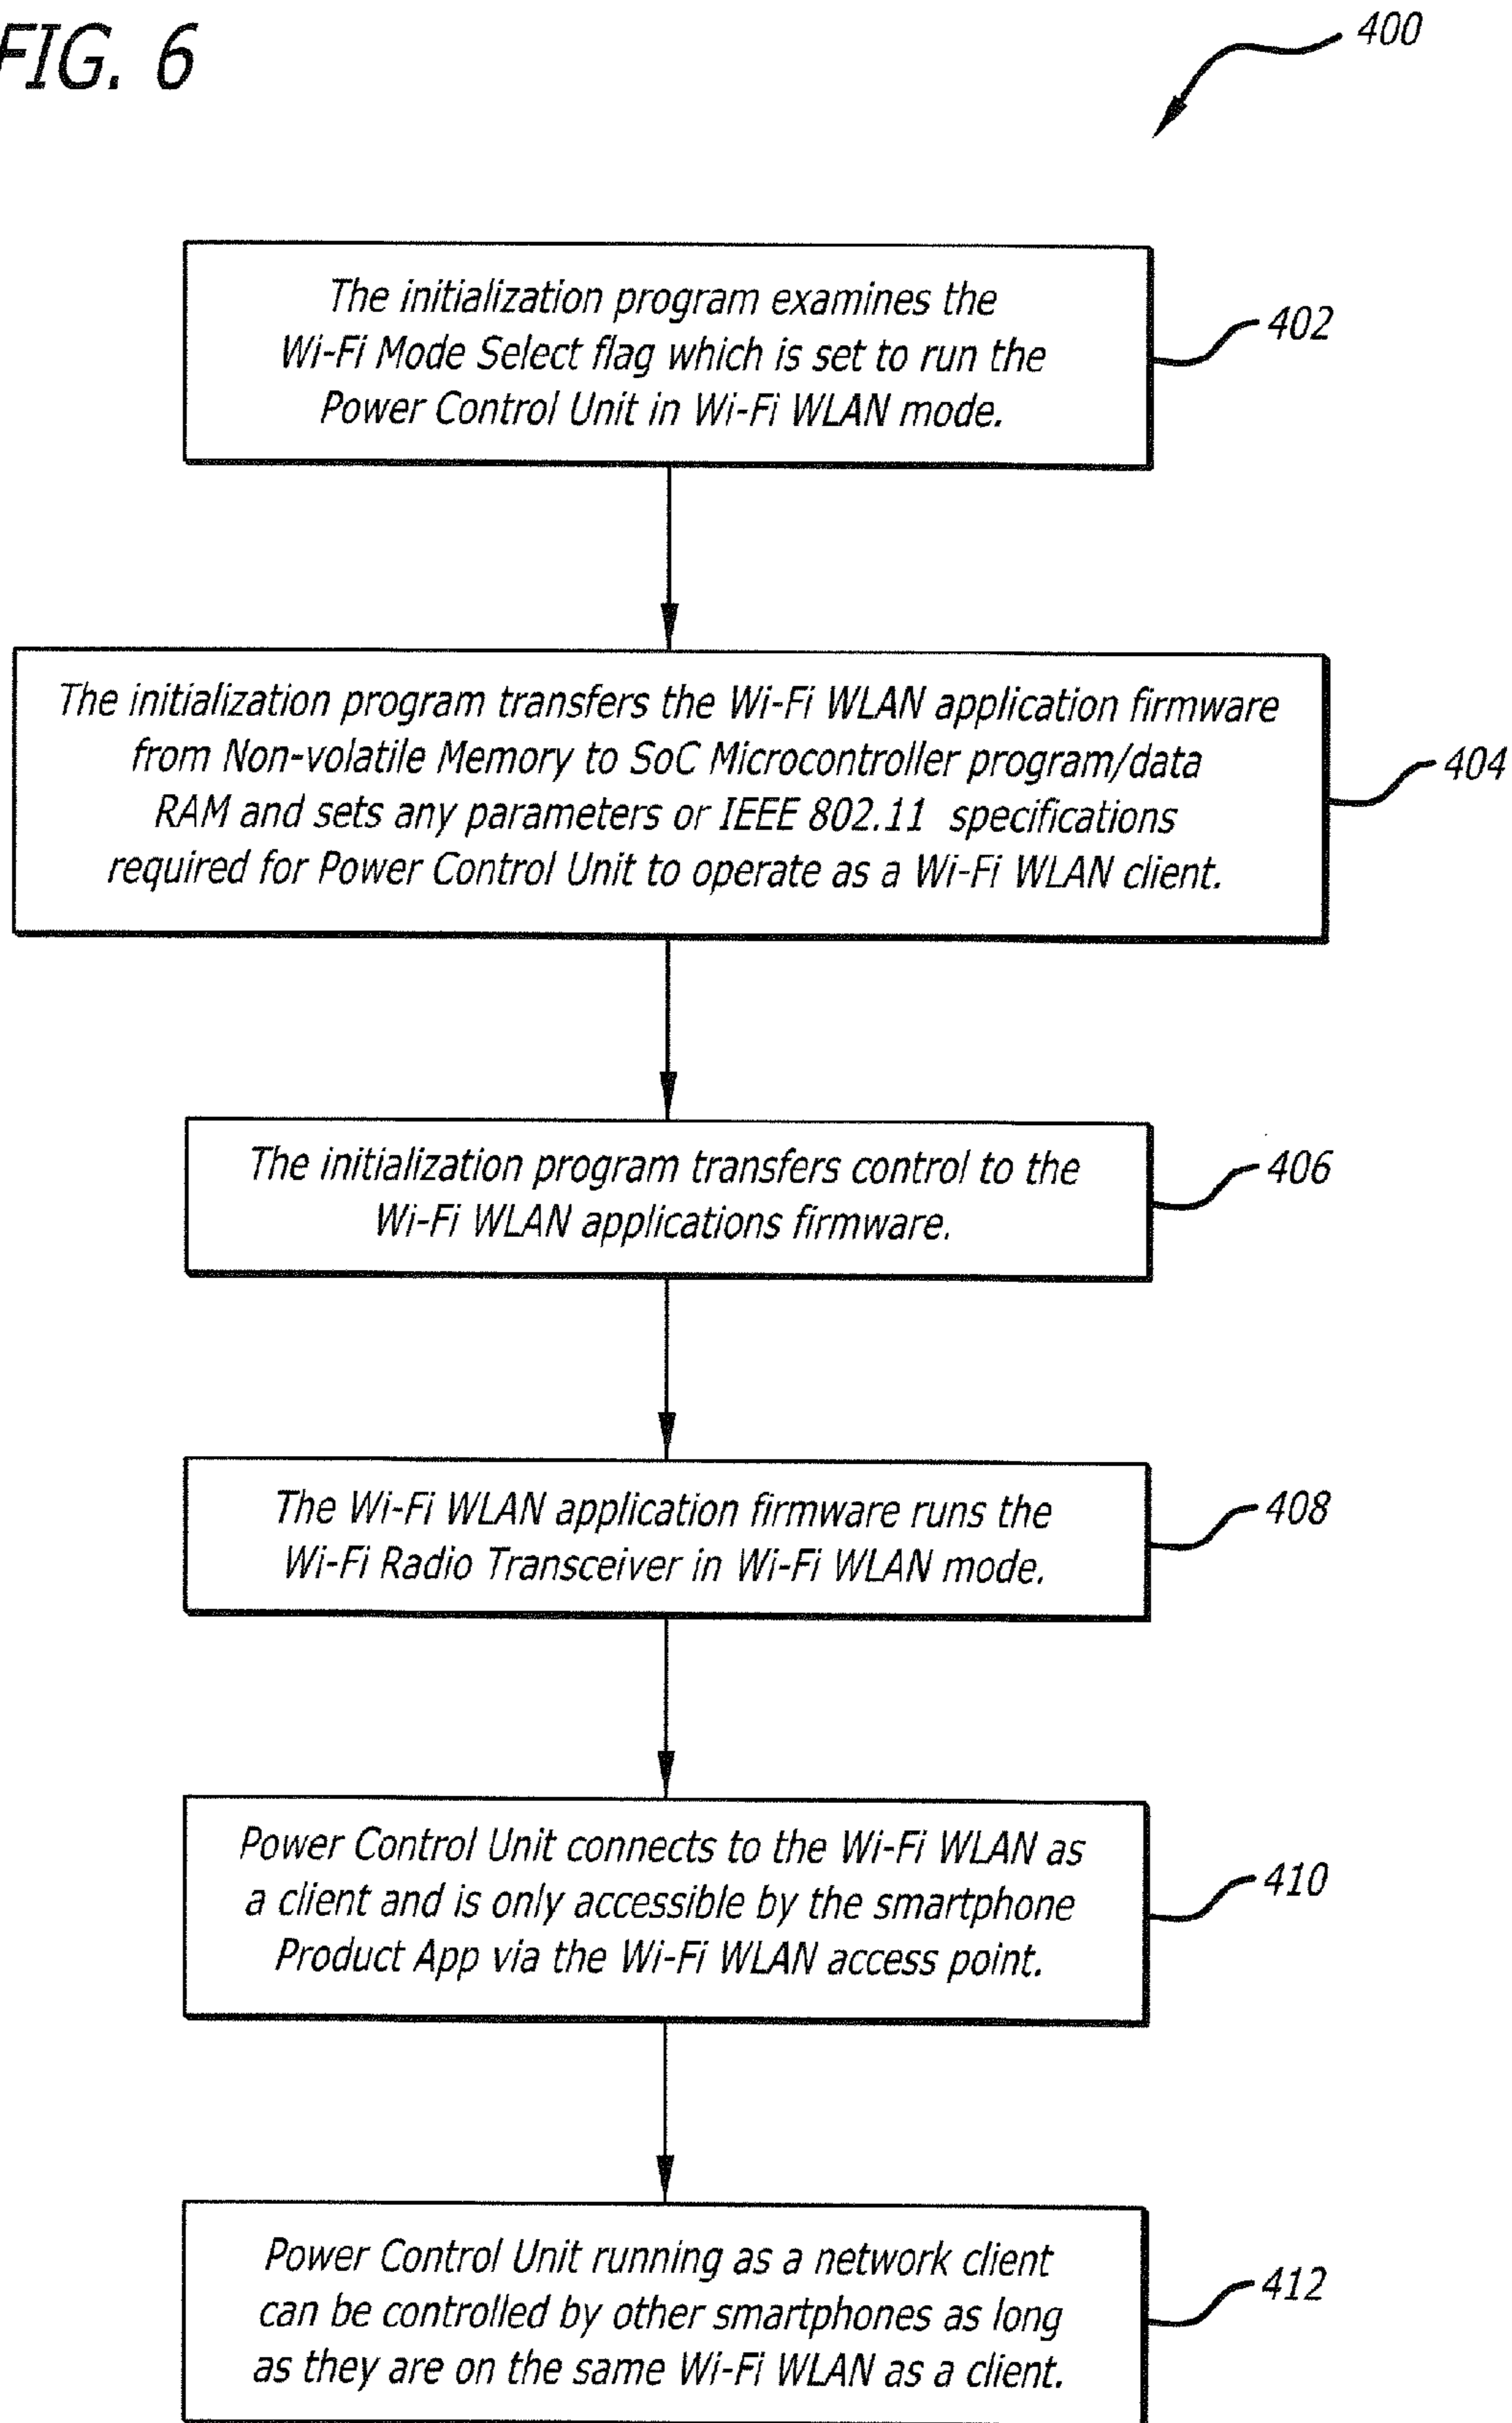 FIG. 6
400
The initialization program examines the
Wi-Fi Mode Select flag which is set to run the
Power Control Unit in Wi-Fi WLAN mode.
402
The initialization program transfers the Wi-Fi WLAN application firmware
from Non-volatile Memory to SoC Microcontroller program/data
RAM and sets any parameters or IEEE 802.11 specifications
required for Power Control Unit to operate as a Wi-Fi WLAN client.
404
The initialization program transfers control to the
Wi-Fi WLAN applications firmware.
406
The Wi-Fi WLAN application firmware runs the
Wi-Fi Radio Transceiver in Wi-Fi WLAN mode.
408
Power Control Unit connects to the Wi-Fi WLAN as
a client and is only accessible by the smartphone
Product App via the Wi-Fi WLAN access point.
410
Power Control Unit running as a network client
can be controlled by other smartphones as long
as they are on the same Wi-Fi WLAN as a client.
412